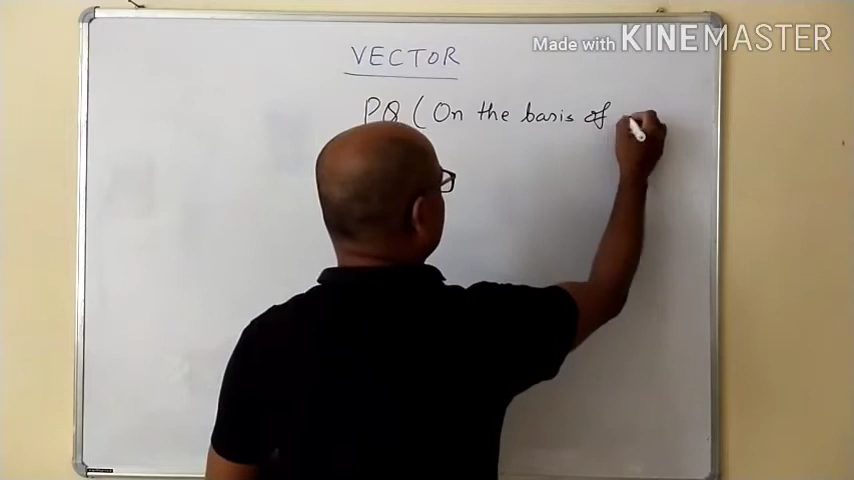 VECTOR
Made with KINEMASTER
PQ ( On the basis of